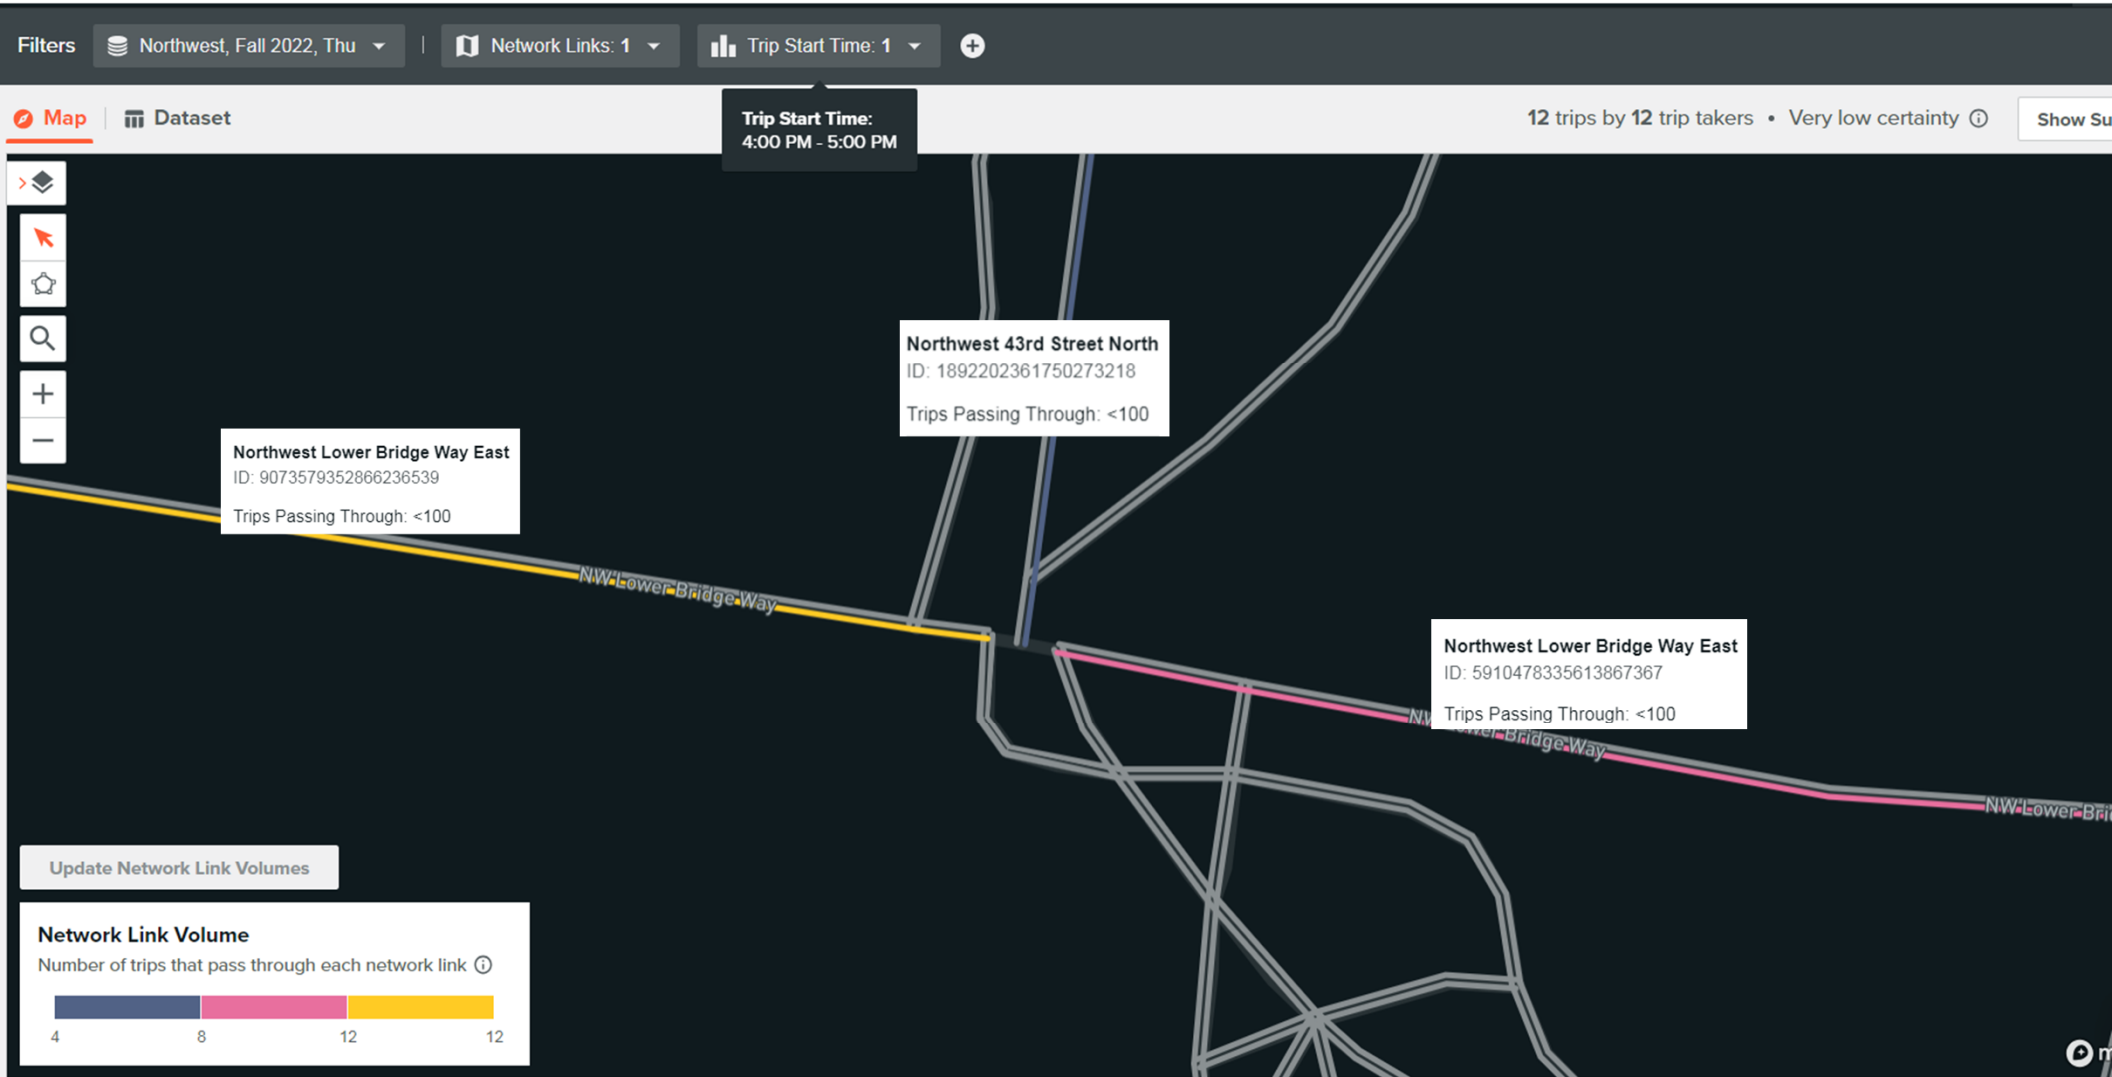 Filters
Northwest, Fall 2022, Thu
Network Links: 1
Trip Start Time: 1
Map
Dataset
Trip Start Time:
4:00 PM - 5:00 PM
12 trips by 12 trip takers • Very low certainty
Show Su
Northwest 43rd Street North
ID: 1892202361750273218
Trips Passing Through: <100
Northwest Lower Bridge Way East
ID: 9073579352866236539
Trips Passing Through: <100
NW Lower Bridge Way
Northwest Lower Bridge Way East
ID: 5910478335613867367
Trips Passing Through: <100
NW Lower Bridge Way
NW Lower Bri
Update Network Link Volumes
Network Link Volume
Number of trips that pass through each network link
4 8 12 12